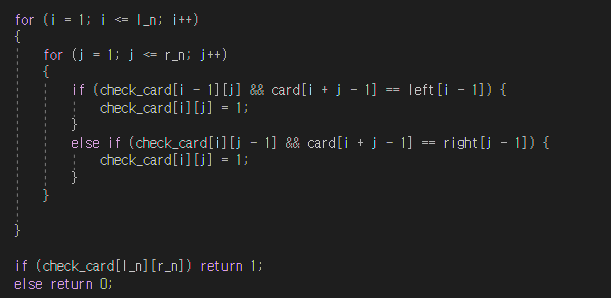 for (i = 1; i <= l_n; i++)
{
for (j = 1; j <= r_n; j++)
{
if (check_card[i - 1][j] && card[i + j - 1] == left[i - 1]) {
check_card[i][j] = 1;
}
else if (check_card[i][j - 1] && card[i + j - 1] == right[j - 1]) {
check_card[i][j] = 1;
}
}
}
if (check_card[l_n][r_n]) return 1;
else return 0;